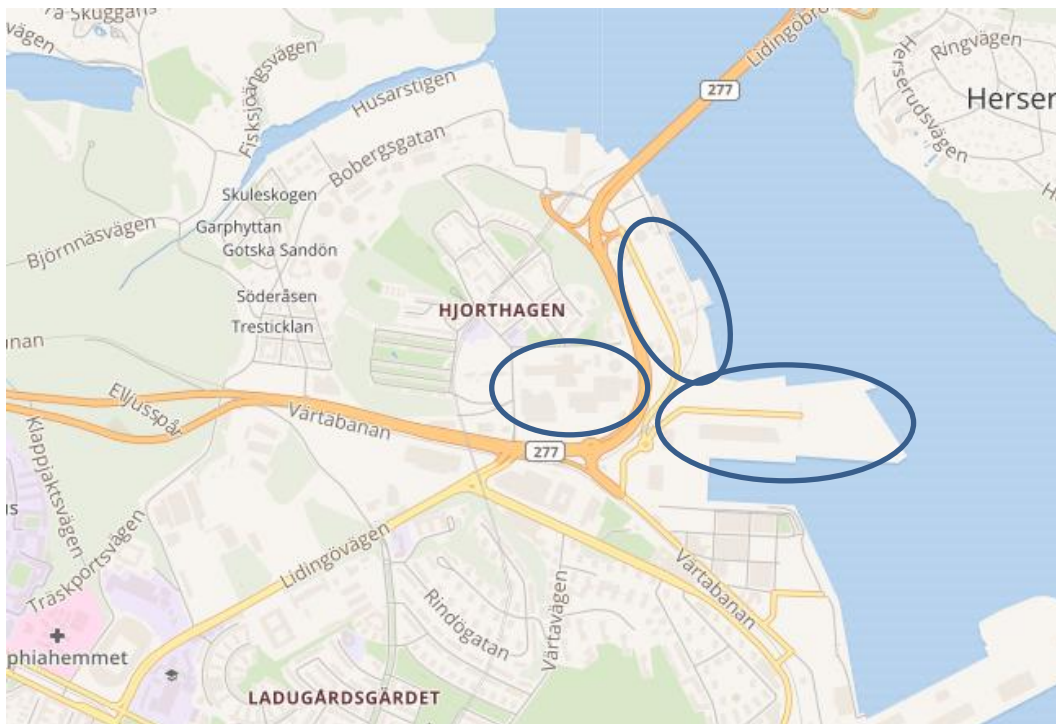 Skuggans
vägen
Fisksjöängsvägen
Husarstigen
Bobergsgatan
Lidingöbro
277
Ringvägen
Herserudsvägen
Herser
Skuleskogen
Garphyttan
Gotska Sandön
Björnnäsvägen
Söderåsen
Tresticklan
HJORTHAGEN
nan
Elljusspår
Värtabanan
277
Klappjaktsvägen
Träskportsvägen
Lidingövägen
Rindögatan
Värtavägen
Värtabanan
phiahemmet
LADUGÅRDSGÄRDET